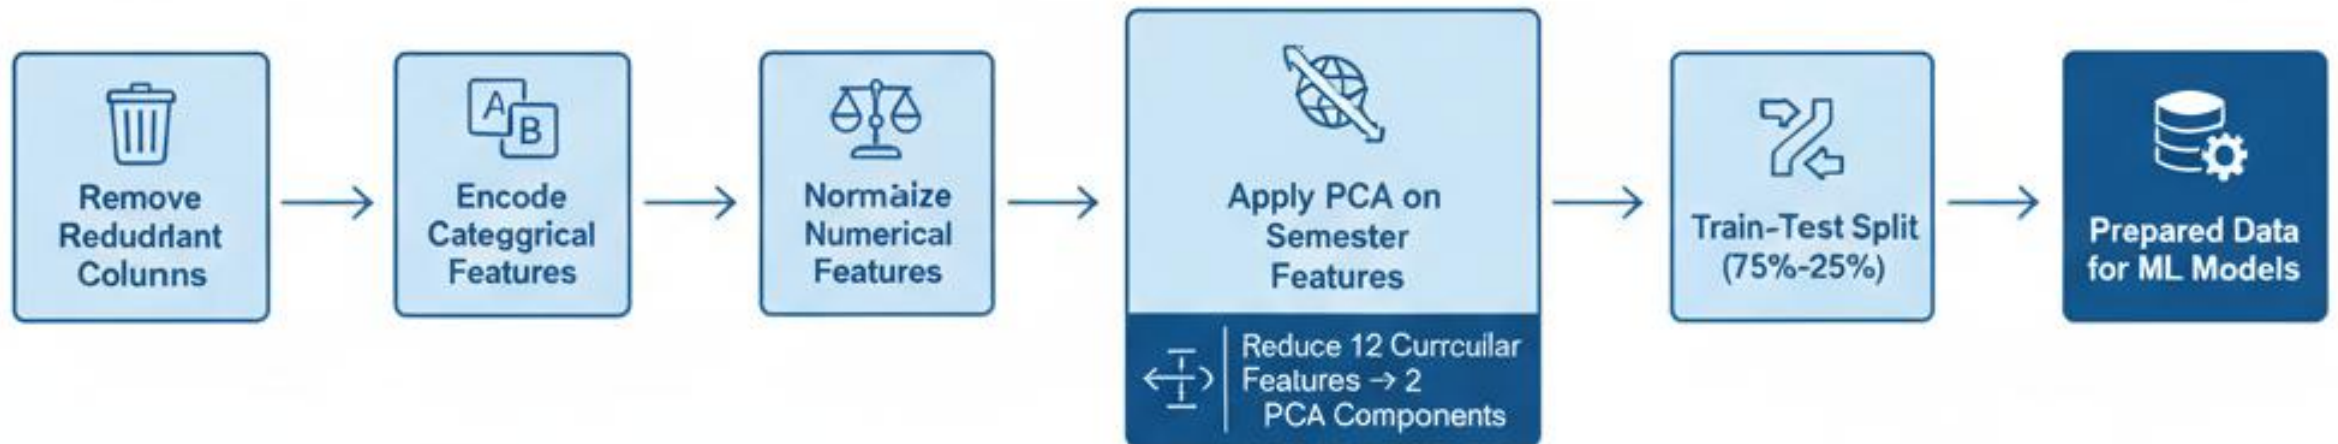 Remove
Reduddant
Colunns
A
B
Encode
Categgrical
Features
Normaize
Numerical
Features
Apply PCA on
Semester
Features
Reduce 12 Currcuilar
Features → 2
PCA Components
Train-Test Split
(75%-25%)
Prepared Data
for ML Models